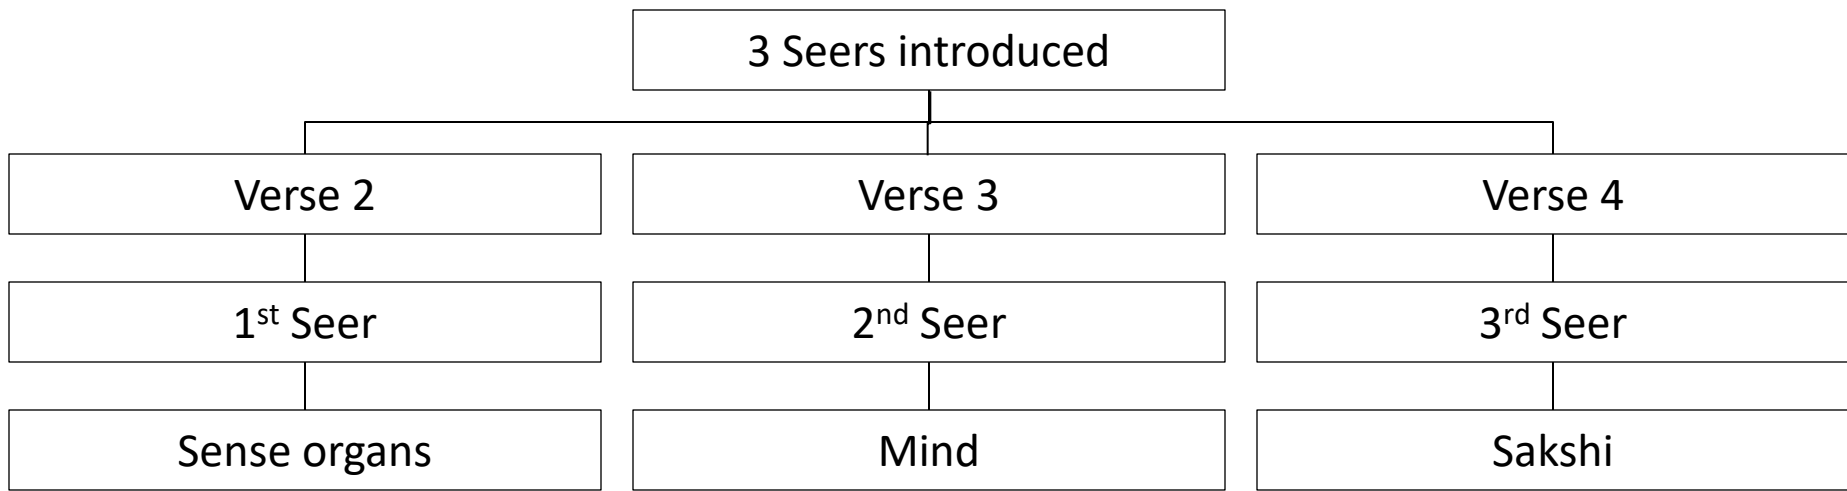 3 Seers introduced
Verse 2
Verse 3
Verse 4
1st Seer
2nd Seer
3rd Seer
Sense organs
Mind
Sakshi